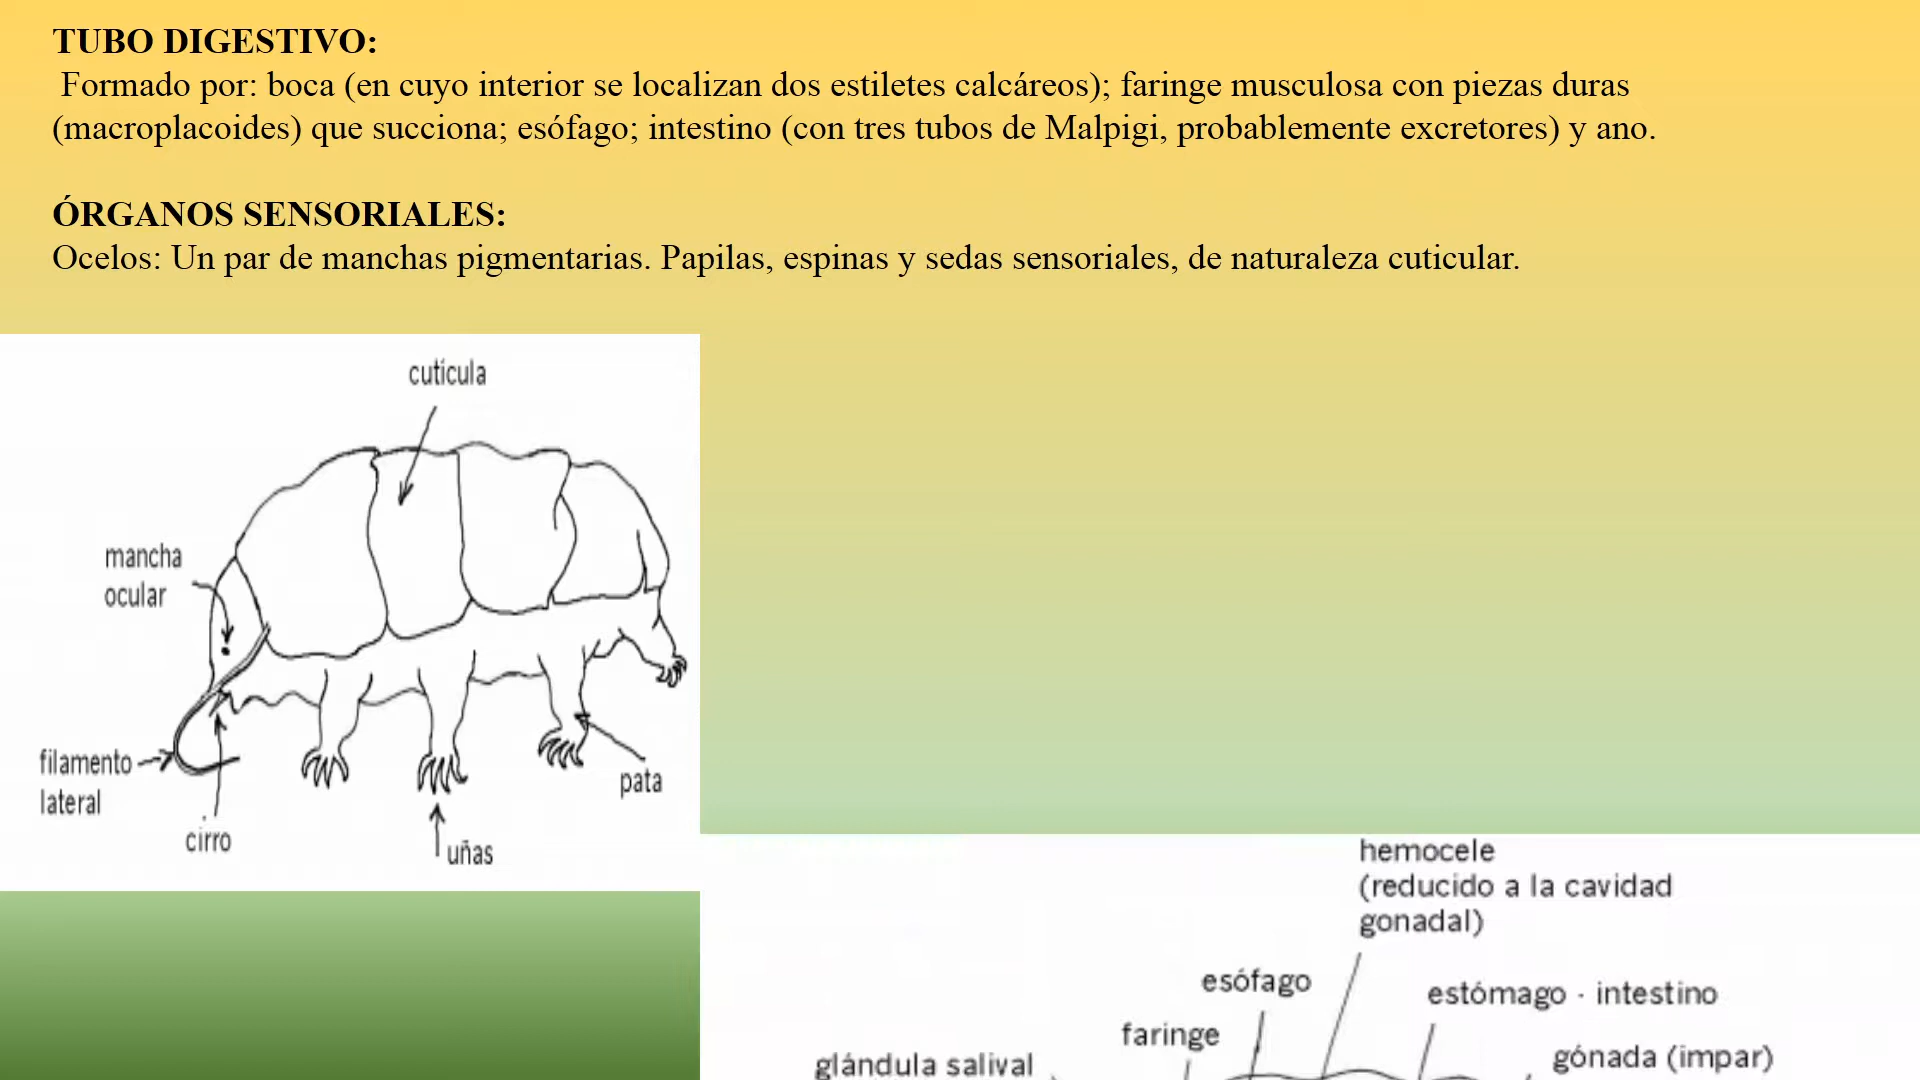 TUBO DIGESTIVO:
Formado por: boca (en cuyo interior se localizan dos estiletes calcáreos); faringe musculosa con piezas duras
(macroplacoides) que succiona; esófago; intestino (con tres tubos de Malpigi, probablemente excretores) y ano.
ÓRGANOS SENSORIALES:
Ocelos: Un par de manchas pigmentarias. Papilas, espinas y sedas sensoriales, de naturaleza cuticular.
cutícula
mancha
ocular
filamento
lateral
cirro
uñas
pata
hemocele
(reducido a la cavidad
gonadal)
esófago
estómago - intestino
faringe
glándula salival
gónada (impar)